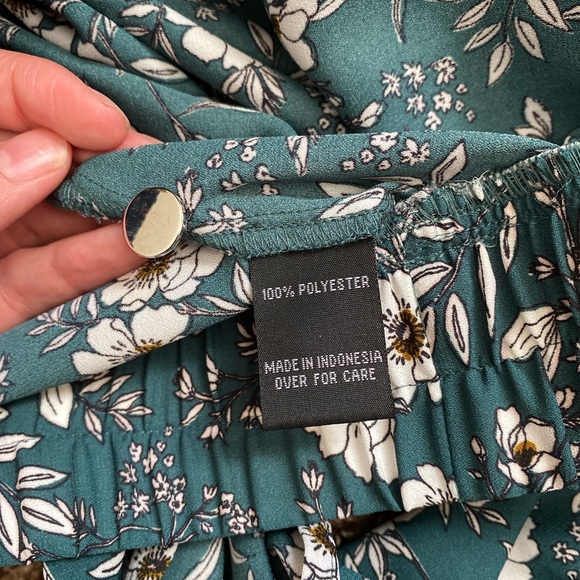 100% POLYESTER
MADE IN INDONESIA
OVER FOR CARE